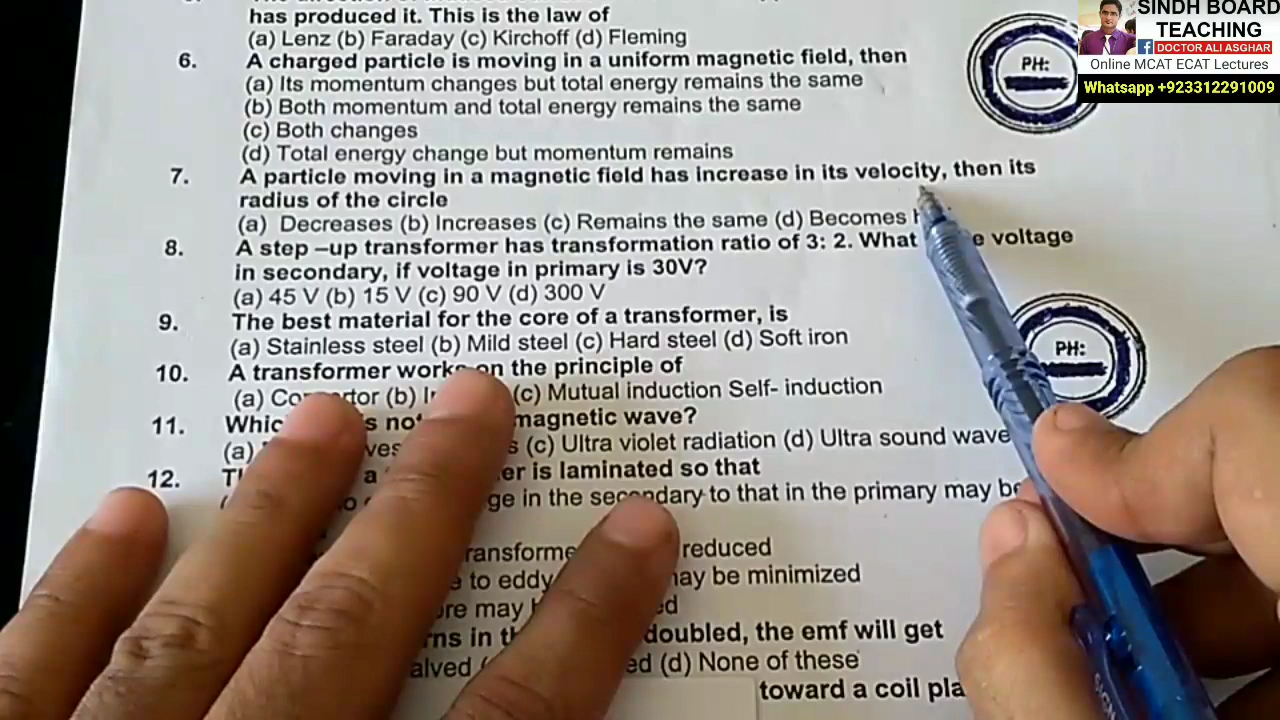 has produced it. This is the law of
(a) Lenz (b) Faraday (c) Kirchoff (d) Fleming
6. A charged particle is moving in a uniform magnetic field, then
(a) Its momentum changes but total energy remains the same
(b) Both momentum and total energy remains the same
(c) Both changes
(d) Total energy change but momentum remains
7. A particle moving in a magnetic field has increase in its velocity, then its
radius of the circle
(a) Decreases (b) Increases (c) Remains the same (d) Becomes
8. A step –up transformer has transformation ratio of 3: 2. What voltage
in secondary, if voltage in primary is 30V?
(a) 45 V (b) 15 V (c) 90 V (d) 300 V
9. The best material for the core of a transformer, is
(a) Stainless steel (b) Mild steel (c) Hard steel (d) Soft iron
10. A transformer works on the principle of
(a) (b) (c) Mutual induction Self- induction
11. magnetic wave?
(a) (c) Ultra violet radiation (d) Ultra sound wave
12. a is laminated so that
in the secondary to that in the primary may be
reduced
to eddy may be minimized
may
in doubled, the emf will get
(d) None of these
toward a coil
PH:
PH:
SINDH BOARD
TEACHING
DOCTOR ALI ASGHAR
Online MCAT ECAT Lectures
Whatsapp +923312291009